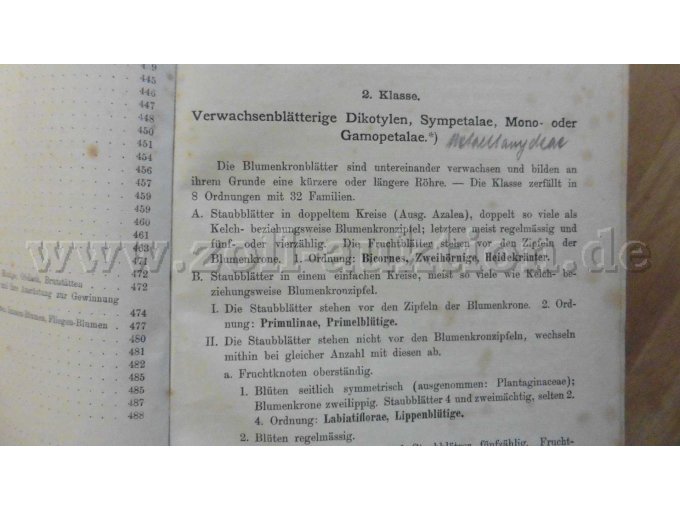 445
446
447
448
450
451
454
456
459
459
460
461
463
471
472
472
474
477
480
481
482
485
485
487
488
2. Klasse.
Verwachsenblätterige Dikotylen, Sympetalae, Mono- oder
Gamopetalae.*)
Die Blumenkronblätter sind untereinander verwachsen und bilden an
ihrem Grunde eine kürzere oder längere Röhre. — Die Klasse zerfällt in
8 Ordnungen mit 32 Familien.
A. Staubblätter in doppeltem Kreise (Ausg. Azalea), doppelt so viele als
Kelch- beziehungsweise Blumenkronzipfel; letztere meist regelmässig und
fünf- oder vierzählig. Die Fruchtblätter stehen vor den Zipfeln der
Blumenkrone. 1. Ordnung: Bicornes, Zweihörnige, Heidekräuter.
B. Staubblätter in einem einfachen Kreise, meist so viele wie Kelch- be-
ziehungsweise Blumenkronzipfel.
I. Die Staubblätter stehen vor den Zipfeln der Blumenkrone. 2. Ord-
nung: Primulinae, Primelblütige.
II. Die Staubblätter stehen nicht vor den Blumenkronzipfeln, wechseln
mithin bei gleicher Anzahl mit diesen ab.
a. Fruchtknoten oberständig.
1. Blüten seitlich symmetrisch (ausgenommen: Plantaginaceae);
Blumenkrone zweilippig. Staubblätter 4 und zweimächtig, selten 2.
4. Ordnung: Labiatiflorae, Lippenblütige.
2. Blüten regelmässig.
fünfzählig. Frucht-
www.zoll-auktion.de